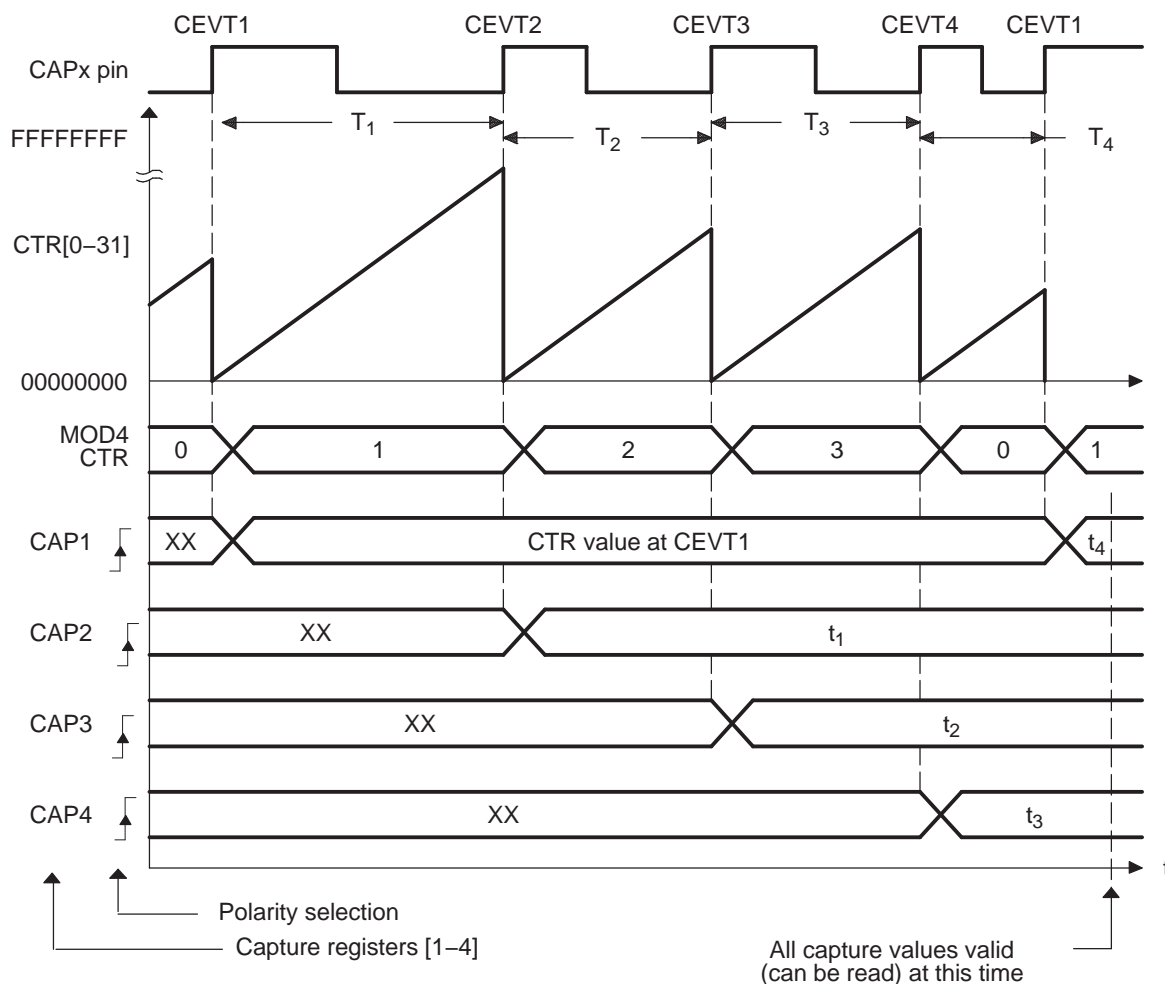 CEVT1 CEVT2 CEVT3 CEVT4 CEVT1
CAPx pin
T1 T2 T3 T4
FFFFFFFF
CTR[0−31]
00000000
MOD4
CTR
0 1 2 3 0 1
CAP1 XX CTR value at CEVT1 t4
CAP2 XX t1
CAP3 XX t2
CAP4 XX t3
t
Polarity selection
Capture registers [1−4]
All capture values valid
(can be read) at this time